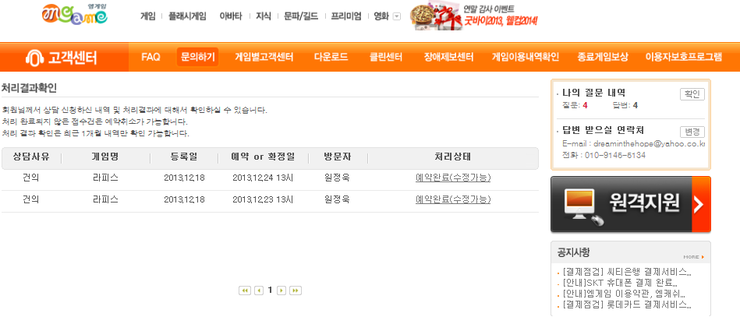 엠게임
mgame
게임 플래시게임 아바타 지식 문파/길드 프리미엄 영화
연말 감사 이벤트
굿바이2013, 웰컴2014!
고객센터 FAQ 문의하기 게임별고객센터 다운로드 클린센터 장애제보센터 게임이용내역확인 종료게임보상 이용자보호프로그램
처리결과확인
회원님께서 상담 신청하신 내역 및 처리결과에 대해서 확인하실 수 있습니다.
처리 완료되지 않은 접수건은 예약취소가 가능합니다.
처리 결과 확인은 최근 1개월 내역만 확인 가능합니다.
상담사유 게임명 등록일 예약 or 확정일 방문자 처리상태
건의 라피스 2013.12.18 2013.12.24 13시 일정욱 예약완료(수정가능)
건의 라피스 2013.12.18 2013.12.23 13시 일정욱 예약완료(수정가능)
1
나의 질문 내역 확인
질문: 4 답변: 4
답변 받으실 연락처 변경
E-mail : dreaminthehope@yahoo.co.kr
전화 : 010-9145-6134
원격지원
공지사항 MORE
[결제점검] 씨티은행 결제서비스...
[안내]SKT 휴대폰 결제 완료...
[안내]엠게임 이용약관, 엠캐쉬...
[결제점검] 롯데카드 결제서비스...